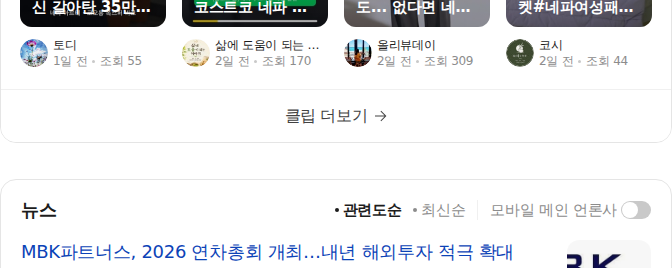 신 갈아탄 35만...
코스트코 네파 ...
도... 없다면 네...
켓#네파여성패...
토디
1일 전 • 조회 55
삶에 도움이 되는 ...
2일 전 • 조회 170
올리뷰데이
2일 전 • 조회 309
코시
2일 전 • 조회 44
클립 더보기 →
뉴스
• 관련도순 • 최신순 모바일 메인 언론사
MBK파트너스, 2026 연차총회 개최...내년 해외투자 적극 확대